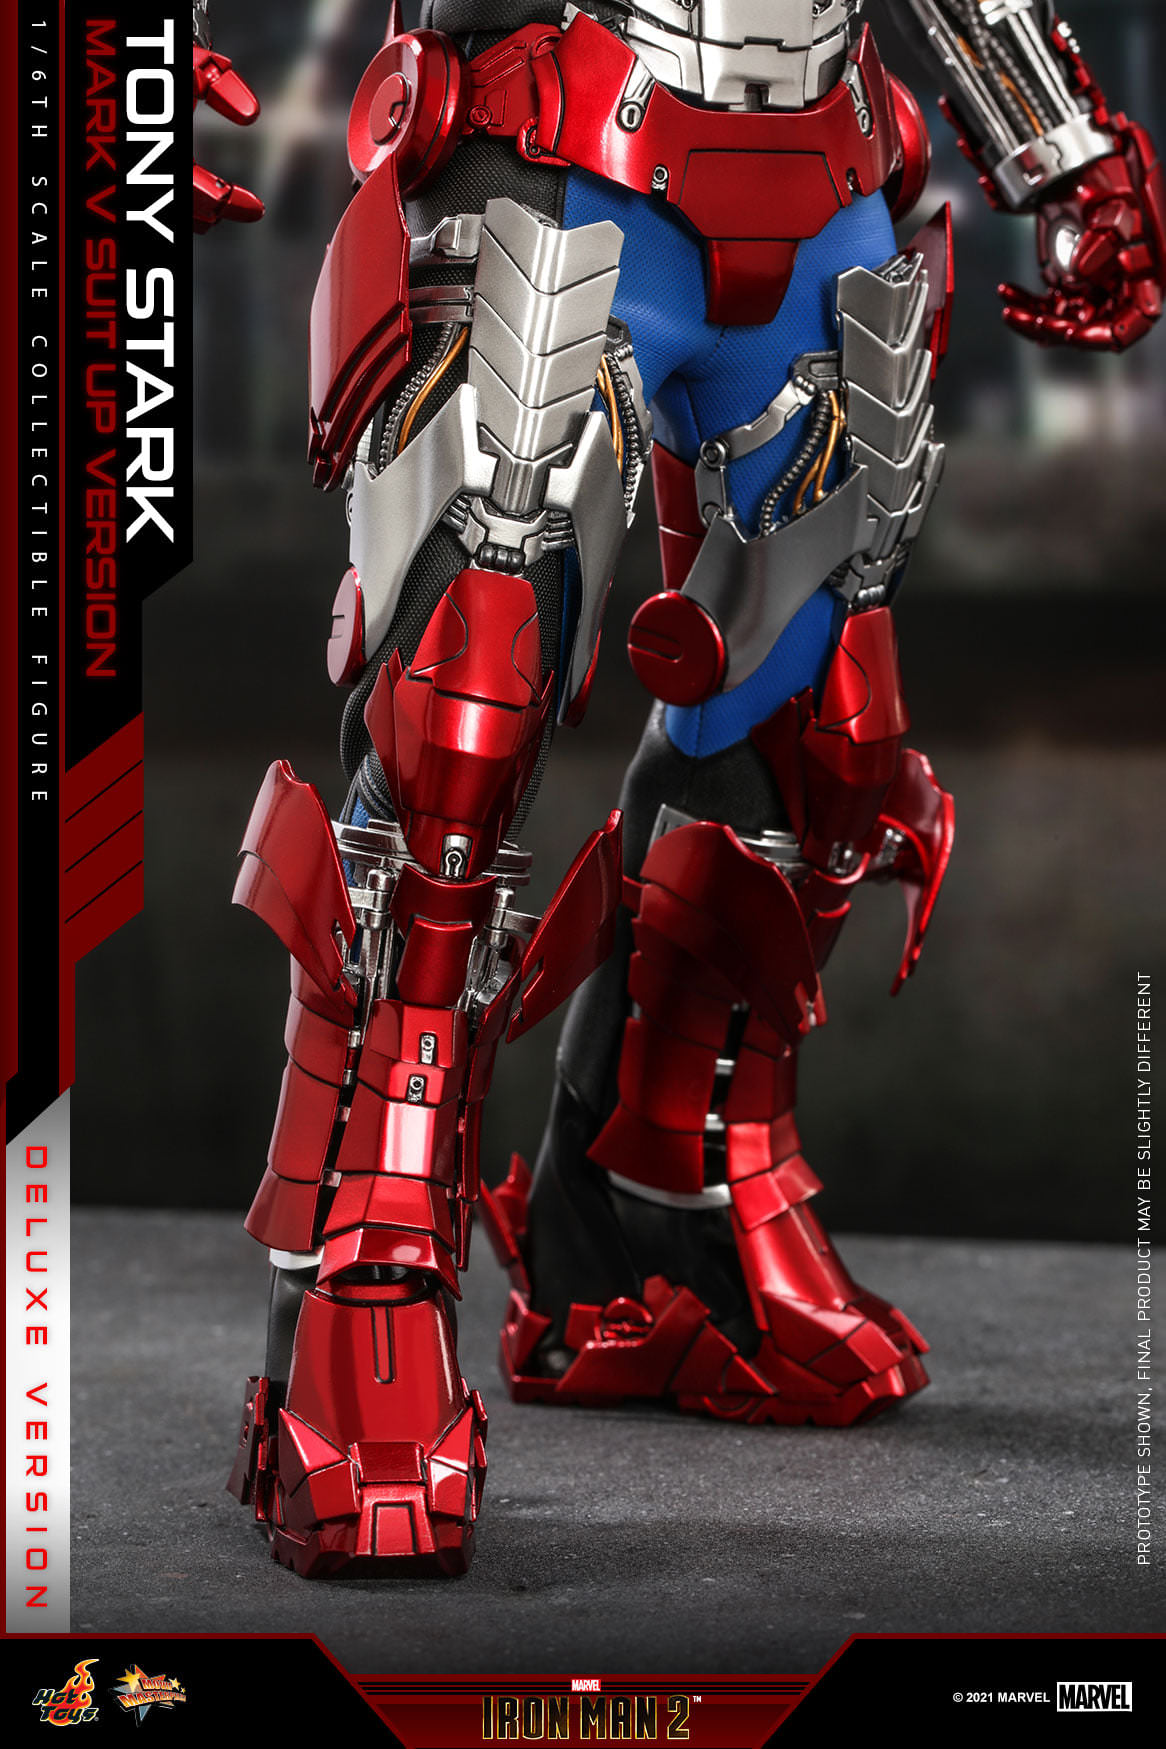 TONY STARK
MARK V SUIT UP VERSION
1/6TH SCALE COLLECTIBLE FIGURE
DELUXE VERSION
PROTOTYPE SHOWN, FINAL PRODUCT MAY BE SLIGHTLY DIFFERENT
HOT TOYS
MOVIE MASTERPIECE
MARVEL
IRON MAN 2™
© 2021 MARVEL MARVEL